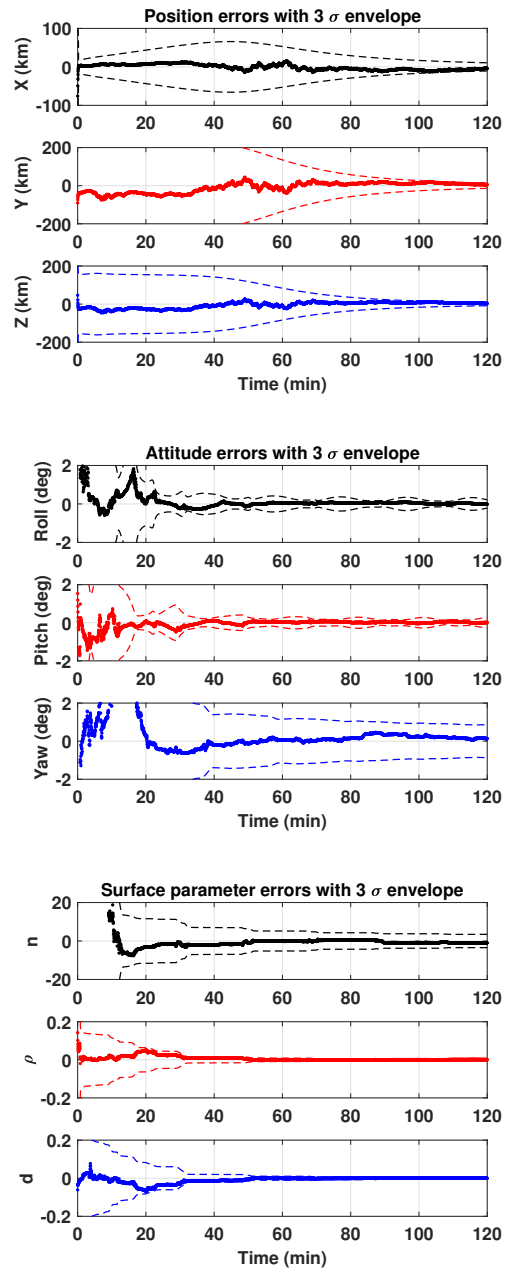 Position errors with 3 σ envelope
X (km)
100
0
-100
0 20 40 60 80 100 120
Y (km)
200
0
-200
0 20 40 60 80 100 120
Z (km)
200
0
-200
0 20 40 60 80 100 120
Time (min)
Attitude errors with 3 σ envelope
Roll (deg)
2
0
-2
0 20 40 60 80 100 120
Pitch (deg)
2
0
-2
0 20 40 60 80 100 120
Yaw (deg)
2
0
-2
0 20 40 60 80 100 120
Time (min)
Surface parameter errors with 3 σ envelope
n
20
0
-20
0 20 40 60 80 100 120
ρ
0.2
0
-0.2
0 20 40 60 80 100 120
d
0.2
0
-0.2
0 20 40 60 80 100 120
Time (min)